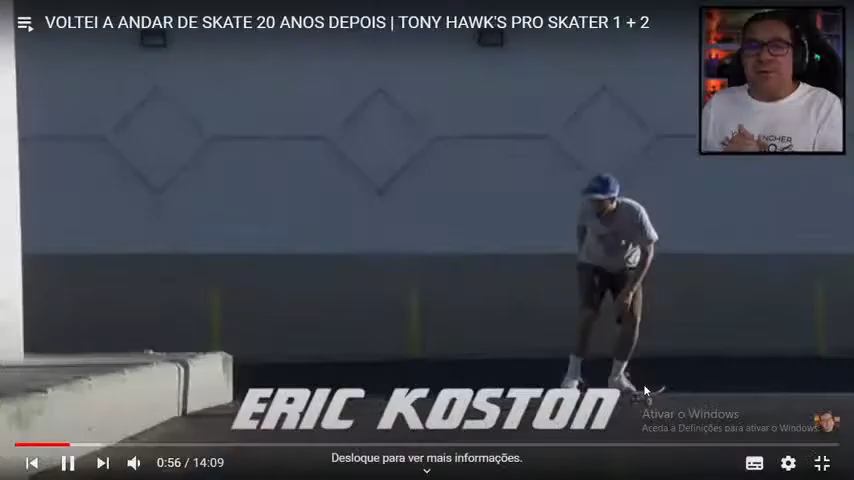 VOLTEI A ANDAR DE SKATE 20 ANOS DEPOIS | TONY HAWK'S PRO SKATER 1 + 2
ENCHER
ERIC KOSTON
Ativar o Windows
Aceda a Definições para ativar o Windows.
0:56 / 14:09
Desloque para ver mais informações.